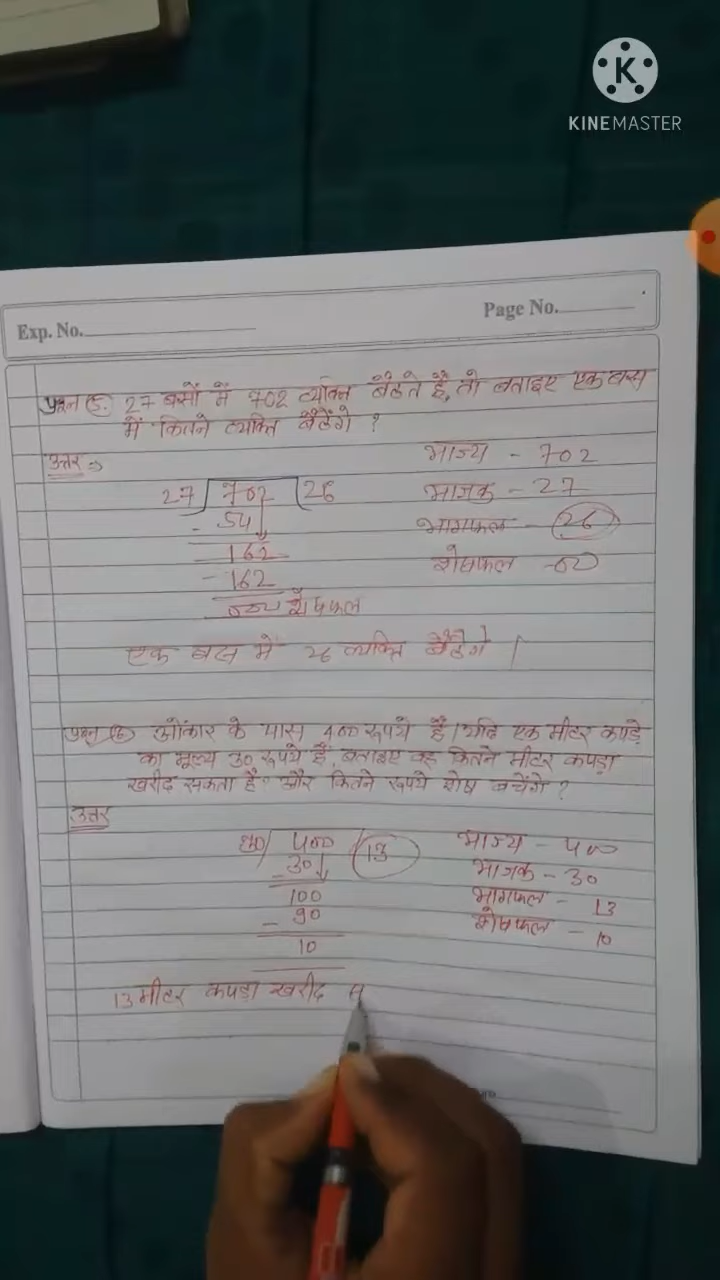 KINEMASTER
Exp. No.
Page No.
प्रश्न 5. 27 बसों में 702 व्यक्ति बैठते हैं, तो बताइए एक बस
में कितने व्यक्ति बैठेंगे ?
उत्तर ⇒
भाज्य - 702
27 ) 702 ( 26
भाजक - 27
- 54
भागफल - 26
162
शेषफल - 00
- 162
000 शेषफल
एक बस में 26 व्यक्ति बैठेंगे |
प्रश्न 6 ओंकार के पास 400 रूपये हैं। यदि एक मीटर कपड़े
का मूल्य 30 रूपये हैं, बताइए वह कितने मीटर कपड़ा
खरीद सकता है और कितने रूपये शेष बचेंगे ?
उत्तर
400 ( 13
भाज्य - 400
- 30
भाजक - 30
100
भागफल - 13
- 90
शेषफल - 10
10
13 मीटर कपड़ा खरीद स